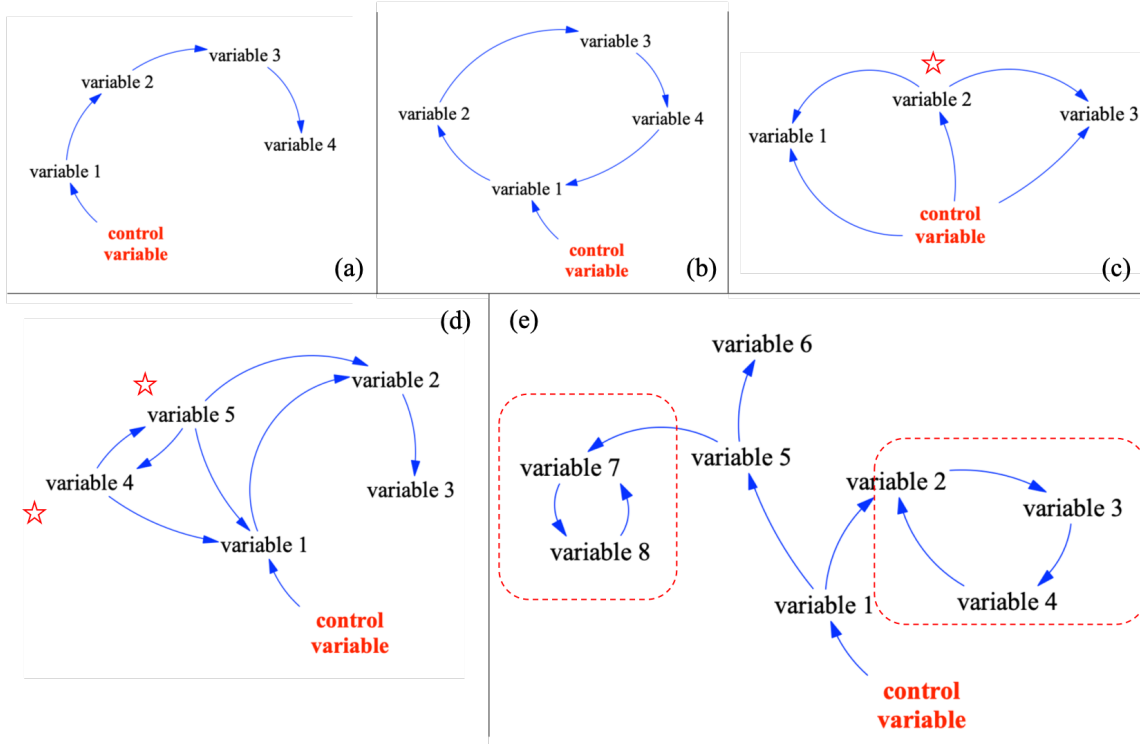 variable 3
variable 2
variable 4
variable 1
control
variable
(a)
variable 3
variable 2
variable 4
variable 1
control
variable
(b)
variable 2
variable 1
variable 3
control
variable
(c)
(d)
variable 2
variable 5
variable 4
variable 3
variable 1
control
variable
(e)
variable 6
variable 7
variable 5
variable 2
variable 3
variable 8
variable 1
variable 4
control
variable